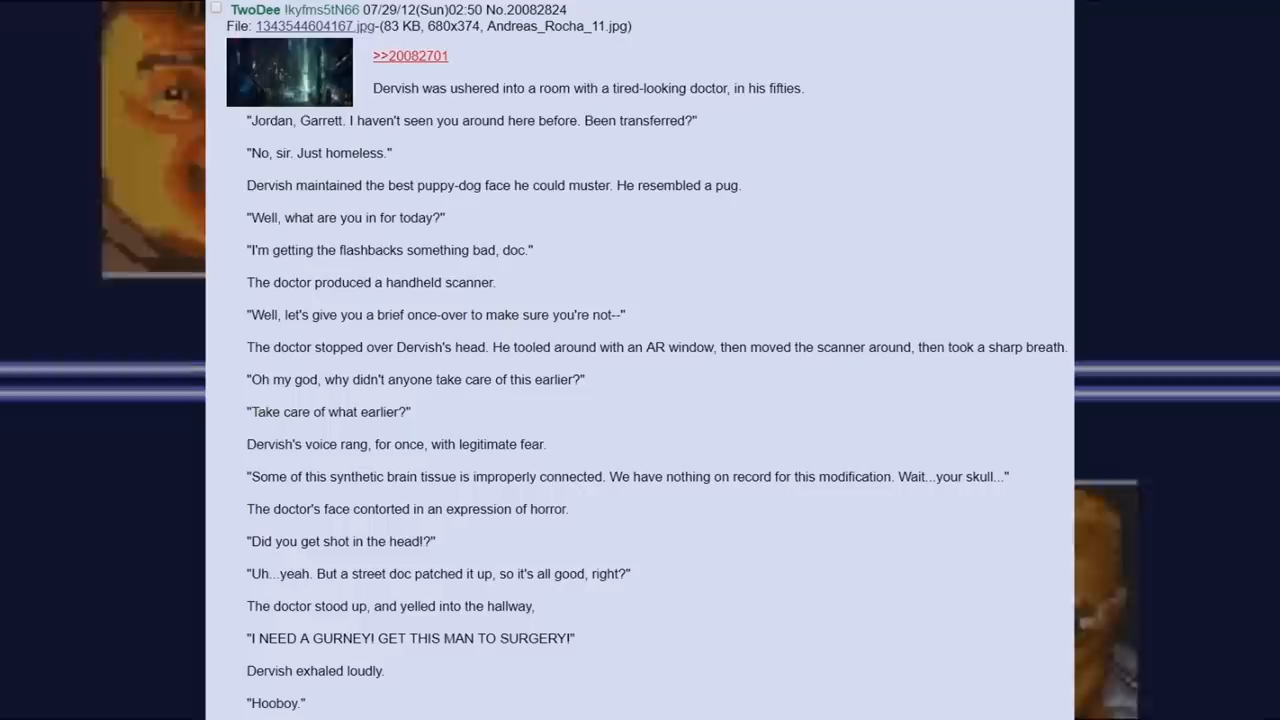 TwoDee !kyfms5tN66 07/29/12(Sun)02:50 No.20082824
File: 1343544604167.jpg-(83 KB, 680x374, Andreas_Rocha_11.jpg)
>>20082701
Dervish was ushered into a room with a tired-looking doctor, in his fifties.
"Jordan, Garrett. I haven't seen you around here before. Been transferred?"
"No, sir. Just homeless."
Dervish maintained the best puppy-dog face he could muster. He resembled a pug.
"Well, what are you in for today?"
"I'm getting the flashbacks something bad, doc."
The doctor produced a handheld scanner.
"Well, let's give you a brief once-over to make sure you're not--"
The doctor stopped over Dervish's head. He tooled around with an AR window, then moved the scanner around, then took a sharp breath.
"Oh my god, why didn't anyone take care of this earlier?"
"Take care of what earlier?"
Dervish's voice rang, for once, with legitimate fear.
"Some of this synthetic brain tissue is improperly connected. We have nothing on record for this modification. Wait...your skull..."
The doctor's face contorted in an expression of horror.
"Did you get shot in the head!?"
"Uh...yeah. But a street doc patched it up, so it's all good, right?"
The doctor stood up, and yelled into the hallway,
"I NEED A GURNEY! GET THIS MAN TO SURGERY!"
Dervish exhaled loudly.
"Hooboy."